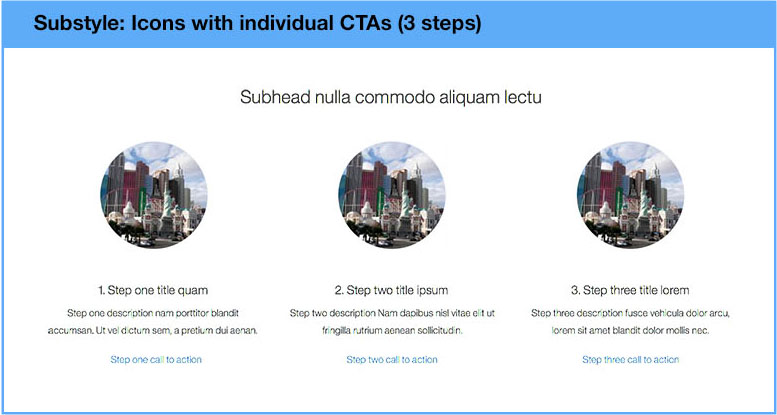 Substyle: Icons with individual CTAs (3 steps)
Subhead nulla commodo aliquam lectu
1. Step one title quam
Step one description nam porttitor blandit
accumsan. Ut vel dictum sem, a pretium dui aenan.
Step one call to action
2. Step two title ipsum
Step two description Nam dapibus nisl vitae elit ut
fringilla rutrium aenean sollicitudin.
Step two call to action
3. Step three title lorem
Step three description fusce vehicula dolor arcu,
lorem sit amet blandit dolor mollis nec.
Step three call to action